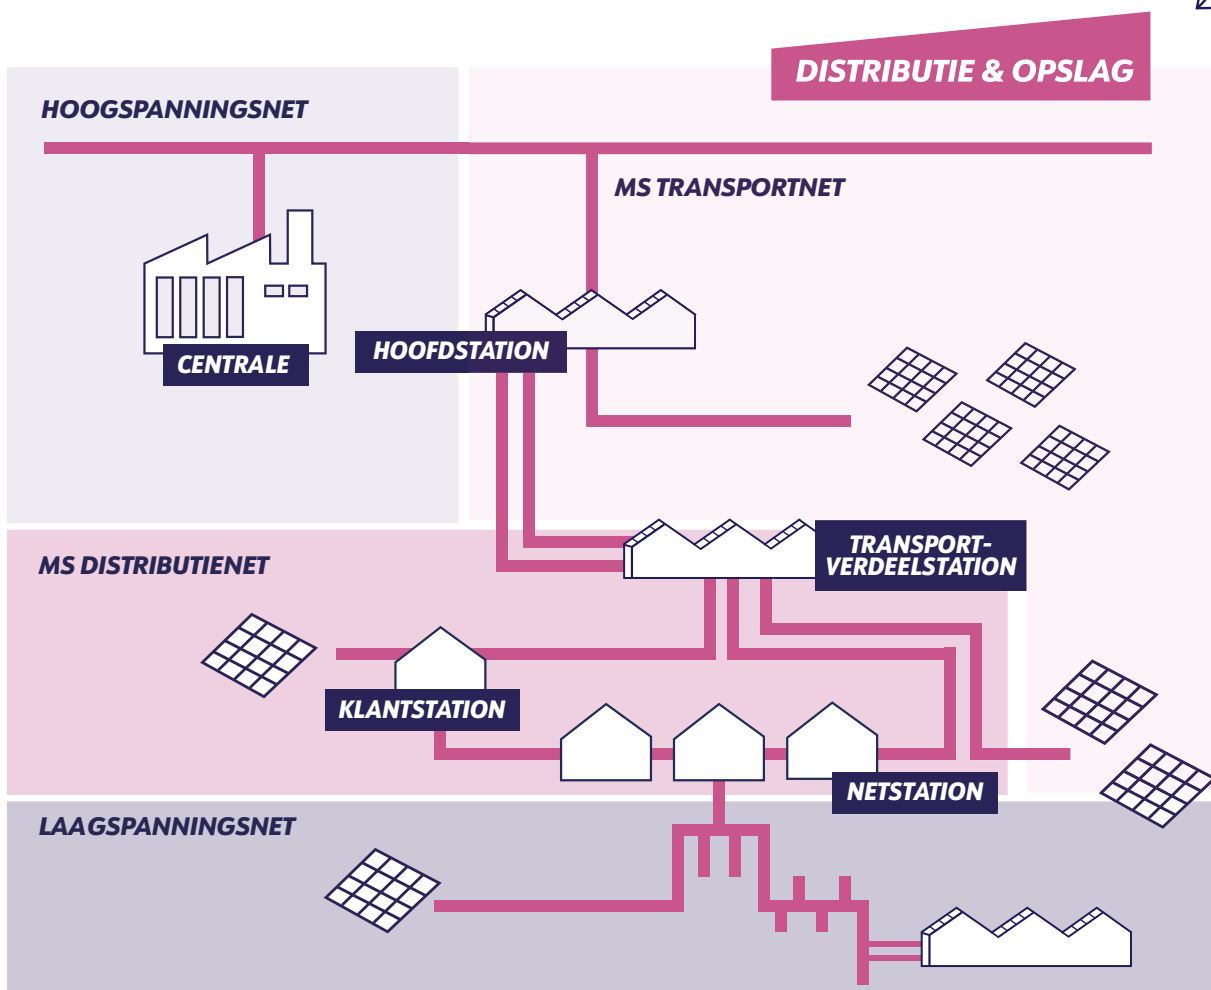 DISTRIBUTIE & OPSLAG
HOOGSPANNINGSNET
MS TRANSPORTNET
HOOFDSTATION
CENTRALE
TRANSPORT-
VERDEELSTATION
MS DISTRIBUTIENET
KLANTSTATION
NETSTATION
LAAGSPANNINGSNET